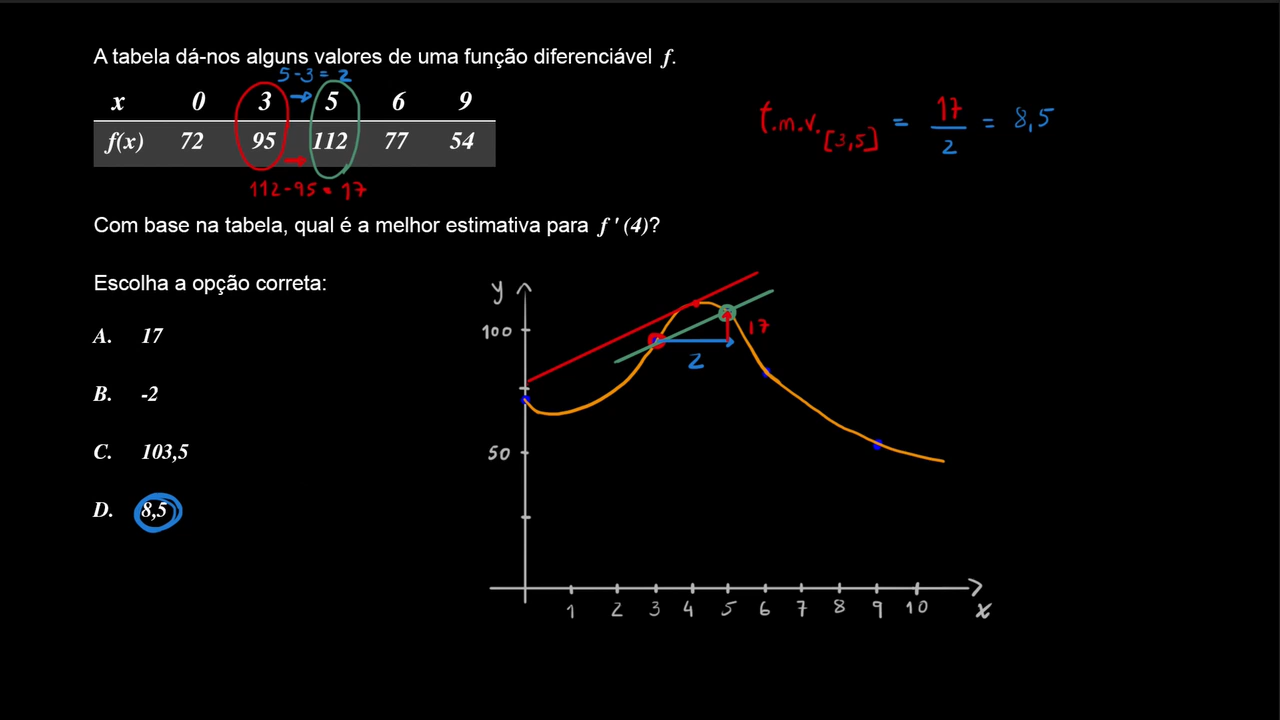 A tabela dá-nos alguns valores de uma função diferenciável f.
5-3 = 2
x 0 3 5 6 9
f(x) 72 95 112 77 54
112-95 = 17
t.m.v.[3,5] = 17/2 = 8,5
Com base na tabela, qual é a melhor estimativa para f ' (4)?
Escolha a opção correta:
A. 17
B. -2
C. 103,5
D. 8,5
y
100
17
2
50
1 2 3 4 5 6 7 8 9 10 x